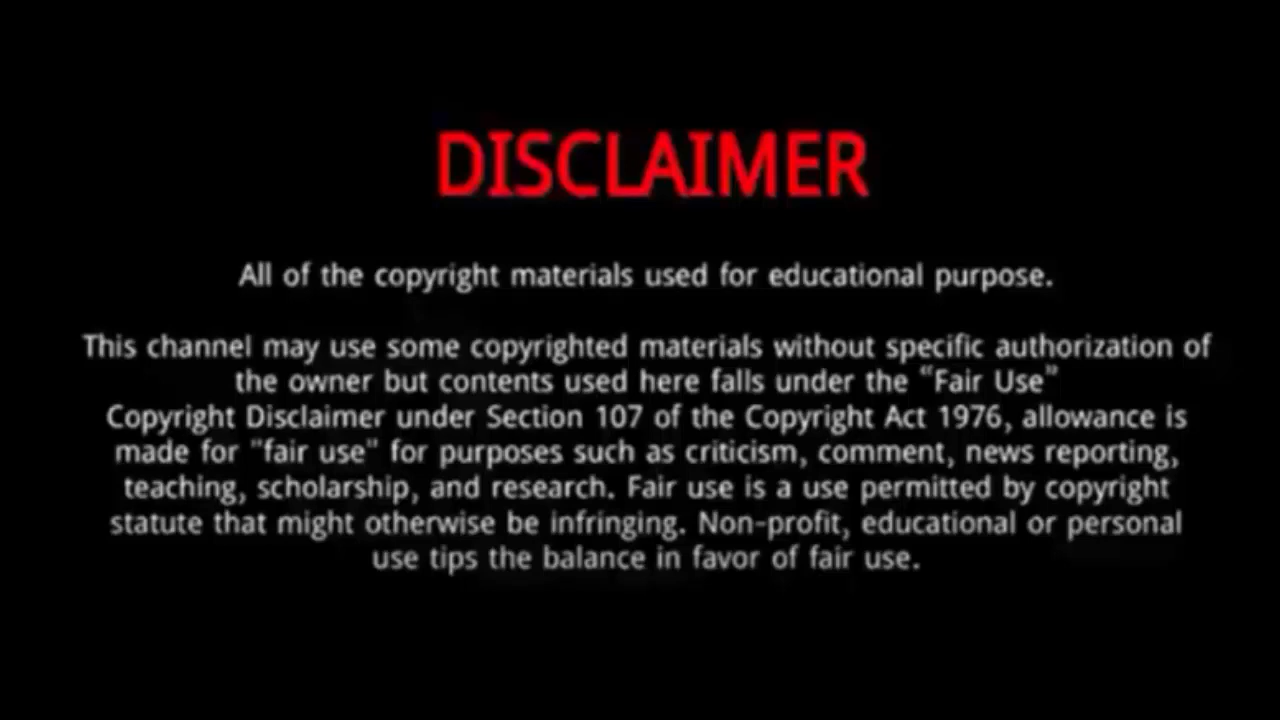 DISCLAIMER
All of the copyright materials used for educational purpose.
This channel may use some copyrighted materials without specific authorization of
the owner but contents used here falls under the “Fair Use”
Copyright Disclaimer under Section 107 of the Copyright Act 1976, allowance is
made for "fair use" for purposes such as criticism, comment, news reporting,
teaching, scholarship, and research. Fair use is a use permitted by copyright
statute that might otherwise be infringing. Non-profit, educational or personal
use tips the balance in favor of fair use.